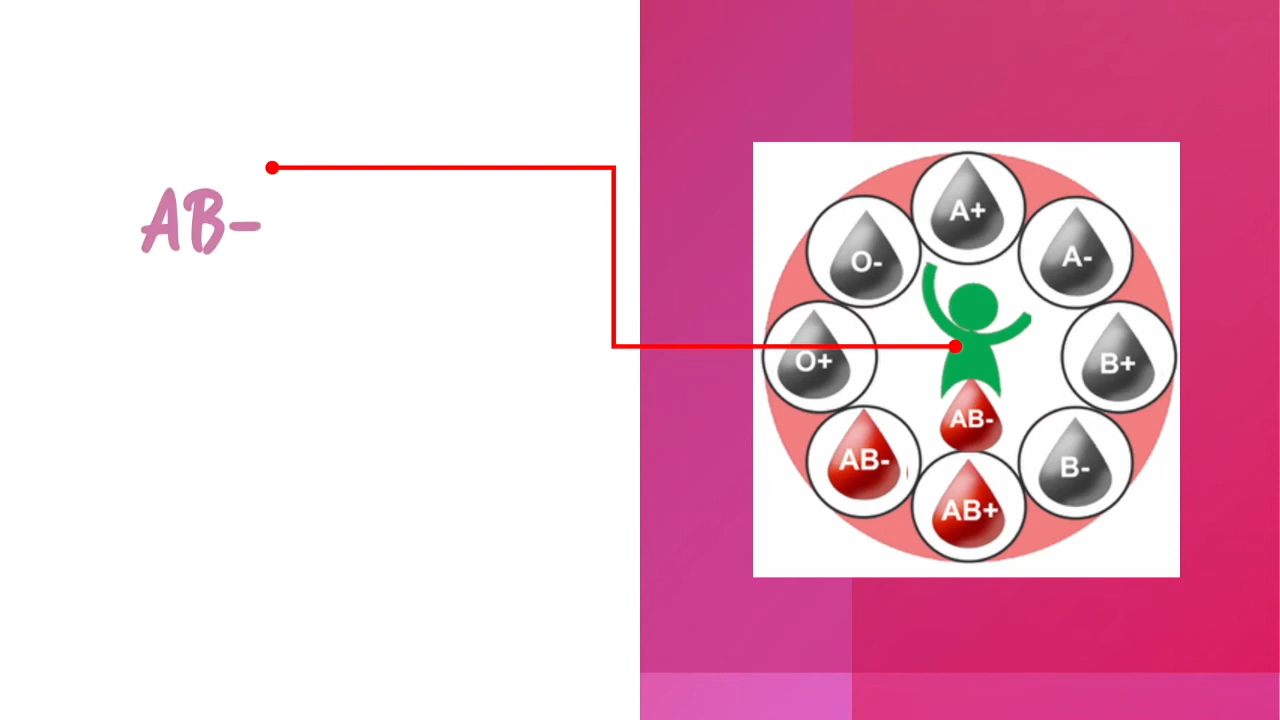 AB-
A+
O-
A-
O+
B+
AB-
AB-
B-
AB+